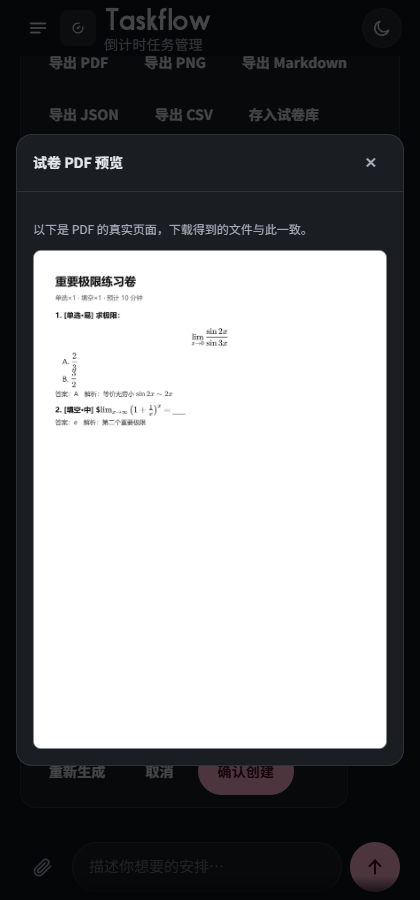 Taskflow
倒计时任务管理
导出 PDF 导出 PNG 导出 Markdown
导出 JSON 导出 CSV 存入试卷库
试卷 PDF 预览 ×
以下是 PDF 的真实页面，下载得到的文件与此一致。
重要极限练习卷
单选×1 · 填空×1 · 预计 10 分钟
1. [单选·易] 求极限：
lim_{x→0} \frac{sin 2x}{sin 3x}
A. \frac{2}{3}
B. \frac{3}{2}
答案：A 解析：等价无穷小 sin 2x ∼ 2x
2. [填空·中] $lim_{x→∞} (1 + \frac{1}{x})^x = ___
答案：e 解析：第二个重要极限
重新生成 取消 确认创建
描述你想要的安排…